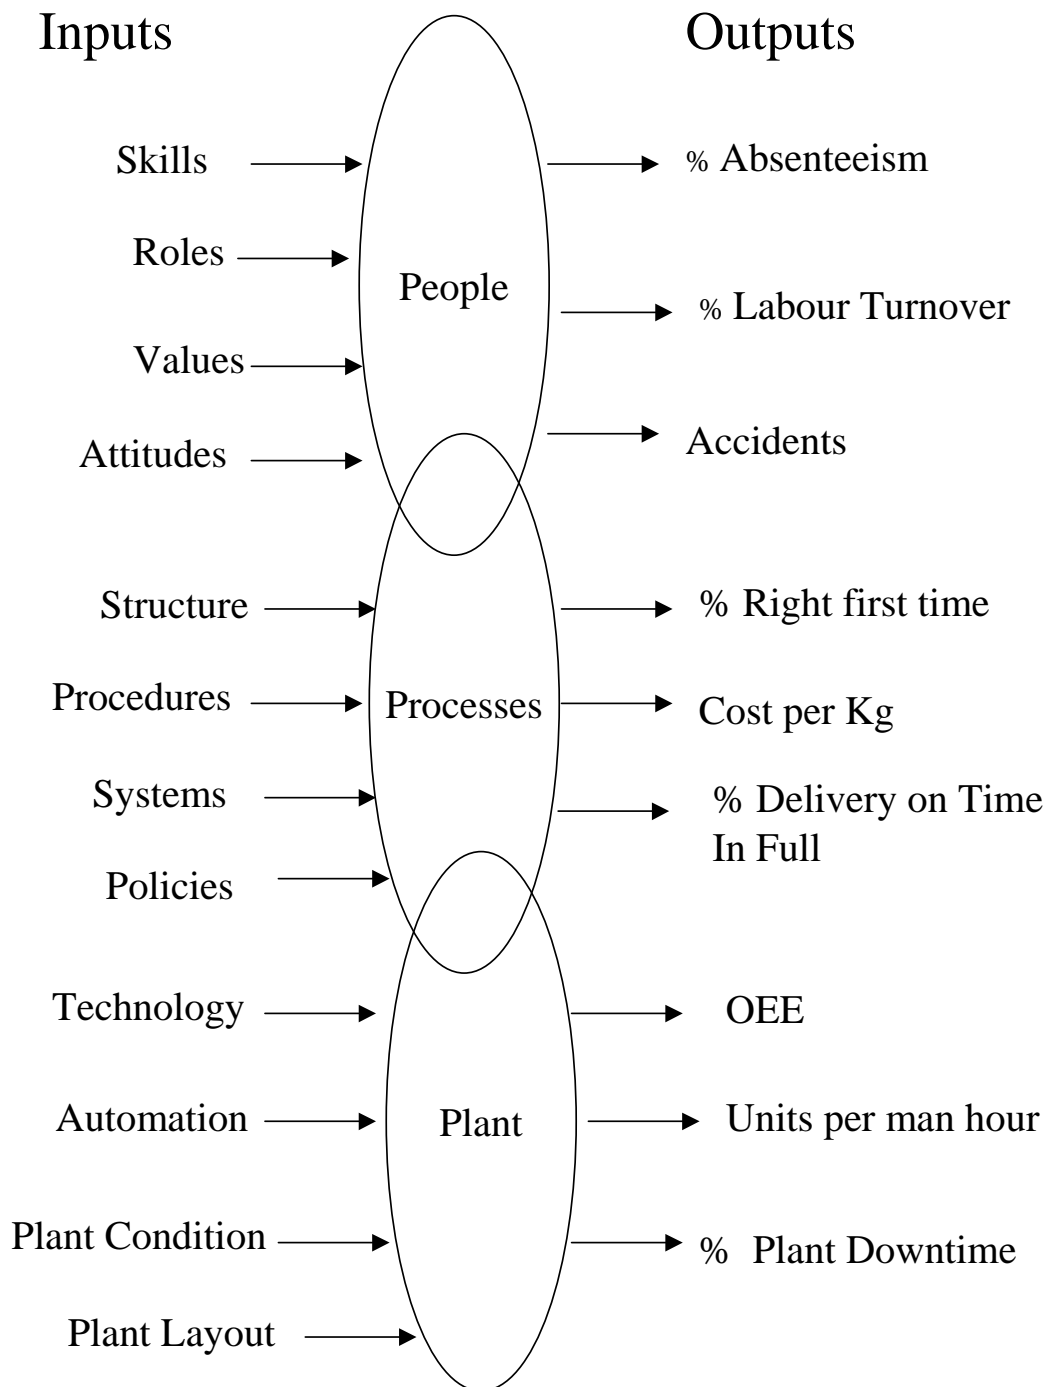 Inputs
Outputs
Skills
% Absenteeism
Roles
People
% Labour Turnover
Values
Attitudes
Accidents
Structure
% Right first time
Procedures
Processes
Cost per Kg
Systems
% Delivery on Time
In Full
Policies
Technology
OEE
Automation
Plant
Units per man hour
Plant Condition
% Plant Downtime
Plant Layout